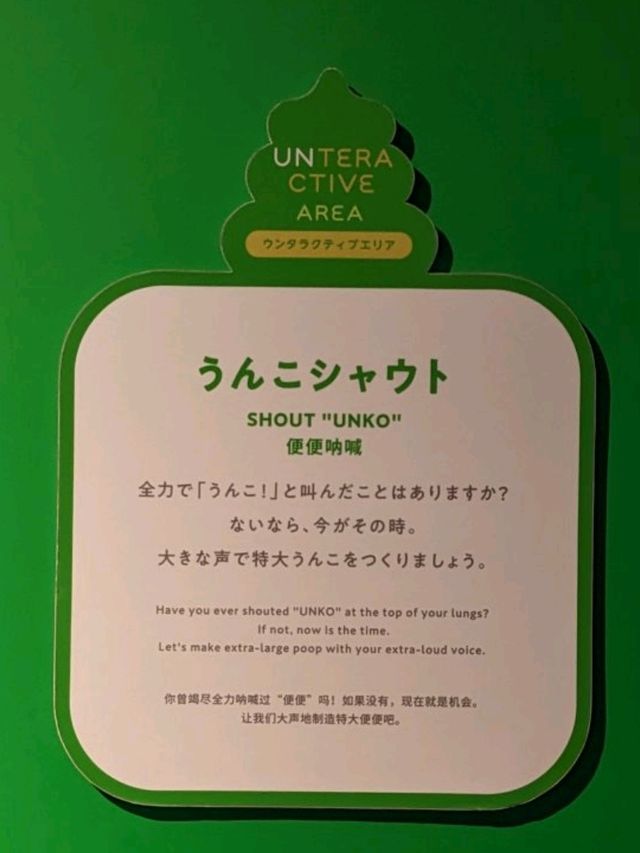 UNTERA
CTIVE
AREA
ウンタラクティブエリア
うんこシャウト
SHOUT "UNKO"
便便呐喊
全力で「うんこ！」と叫んだことはありますか？
ないなら、今がその時。
大きな声で特大うんこをつくりましょう。
Have you ever shouted "UNKO" at the top of your lungs?
If not, now is the time.
Let's make extra-large poop with your extra-loud voice.
你曾竭尽全力呐喊过“便便”吗！如果没有，现在就是机会。
让我们大声地制造特大便便吧。